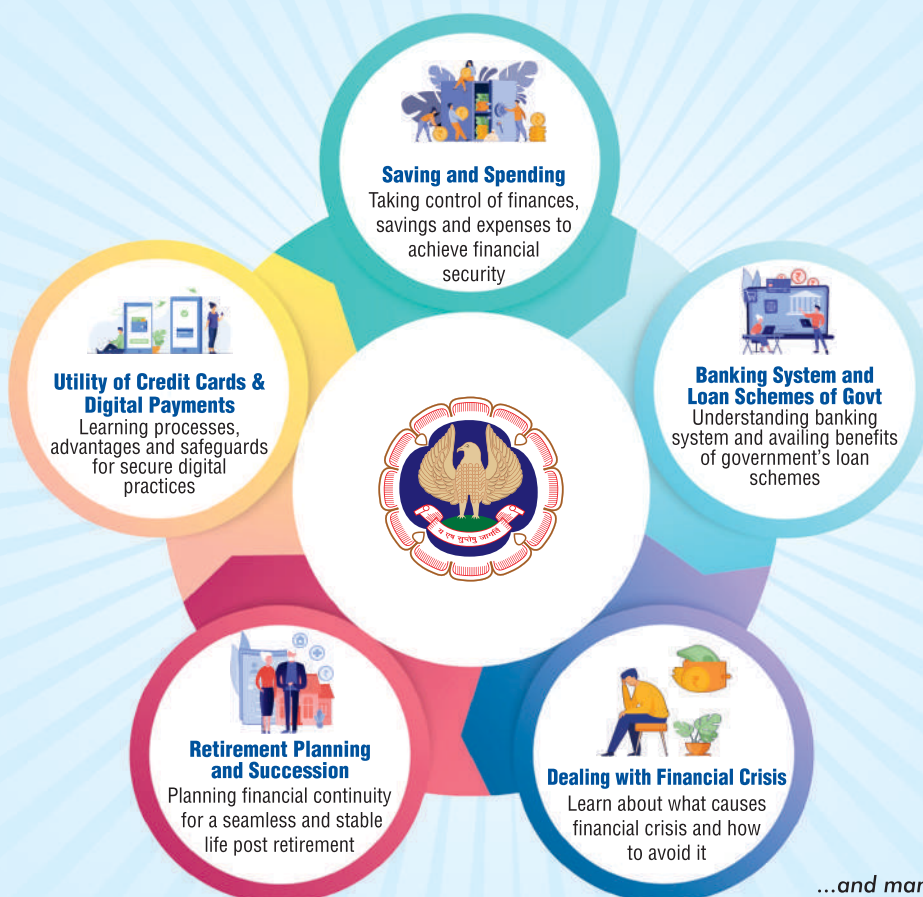 Saving and Spending
Taking control of finances,
savings and expenses to
achieve financial
security
Banking System and
Loan Schemes of Govt
Understanding banking
system and availing benefits
of government's loan
schemes
Dealing with Financial Crisis
Learn about what causes
financial crisis and how
to avoid it
Retirement Planning
and Succession
Planning financial continuity
for a seamless and stable
life post retirement
Utility of Credit Cards &
Digital Payments
Learning processes,
advantages and safeguards
for secure digital
practices
य एष सुप्तेषु जागर्ति
...and